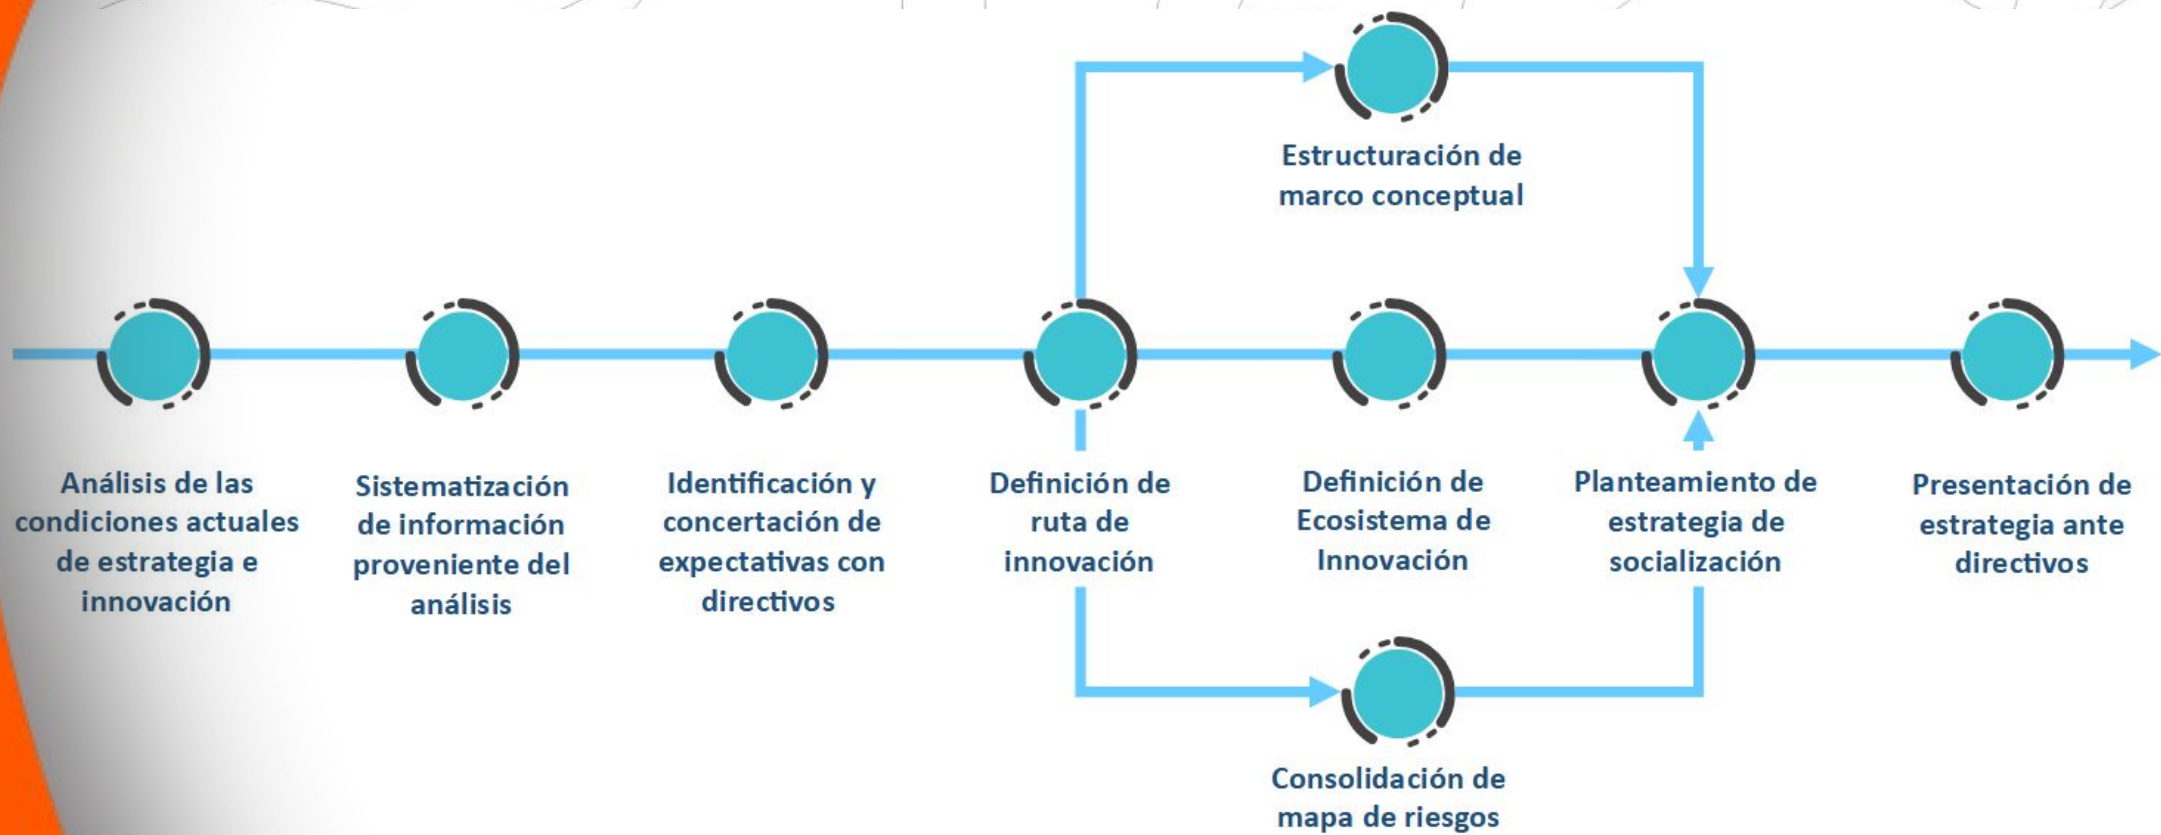 Estructuración de
marco conceptual
Análisis de las
condiciones actuales
de estrategia e
innovación
Sistematización
de información
proveniente del
análisis
Identificación y
concertación de
expectativas con
directivos
Definición de
ruta de
innovación
Definición de
Ecosistema de
Innovación
Planteamiento de
estrategia de
socialización
Presentación de
estrategia ante
directivos
Consolidación de
mapa de riesgos